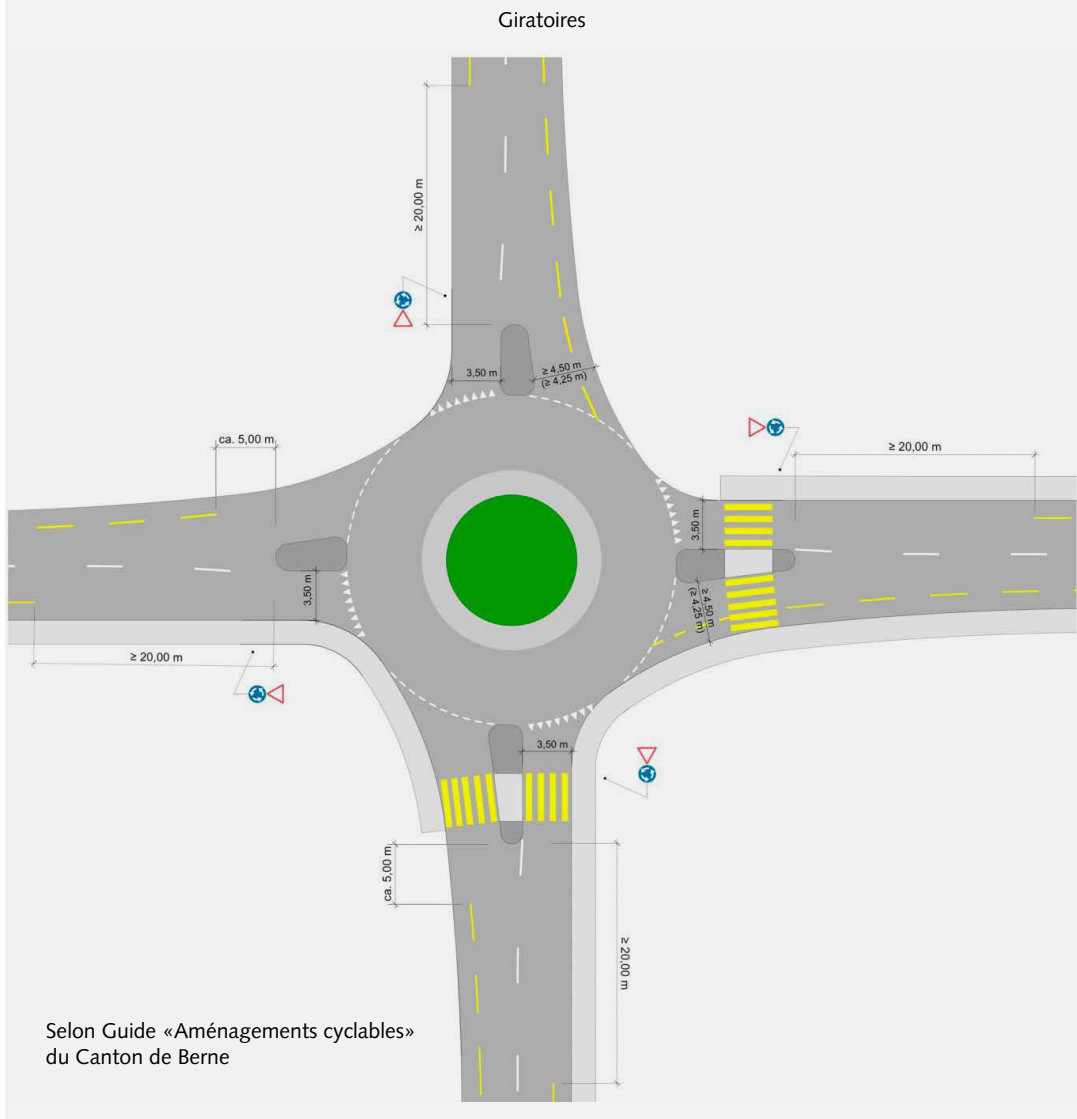 Giratoires
≥ 20,00 m
3,50 m
≥ 4,50 m
(≥ 4,25 m)
ca. 5,00 m
≥ 20,00 m
3,50 m
3,50 m
≥ 4,50 m
(≥ 4,25 m)
≥ 20,00 m
3,50 m
ca. 5,00 m
≥ 20,00 m
Selon Guide «Aménagements cyclables»
du Canton de Berne